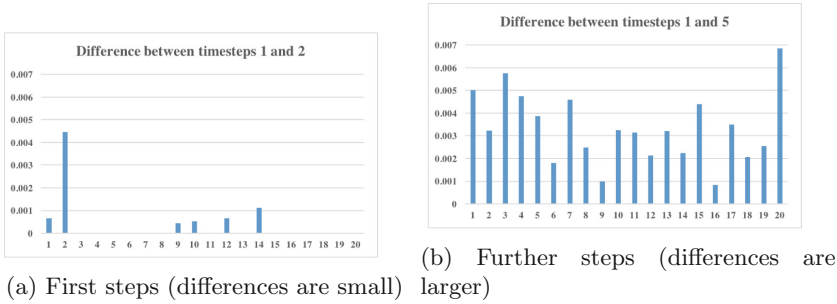 Difference between timesteps 1 and 2
0.007
0.006
0.005
0.004
0.003
0.002
0.001
0
1 2 3 4 5 6 7 8 9 10 11 12 13 14 15 16 17 18 19 20
(a) First steps (differences are small)
Difference between timesteps 1 and 5
0.007
0.006
0.005
0.004
0.003
0.002
0.001
0
1 2 3 4 5 6 7 8 9 10 11 12 13 14 15 16 17 18 19 20
(b) Further steps (differences are
larger)